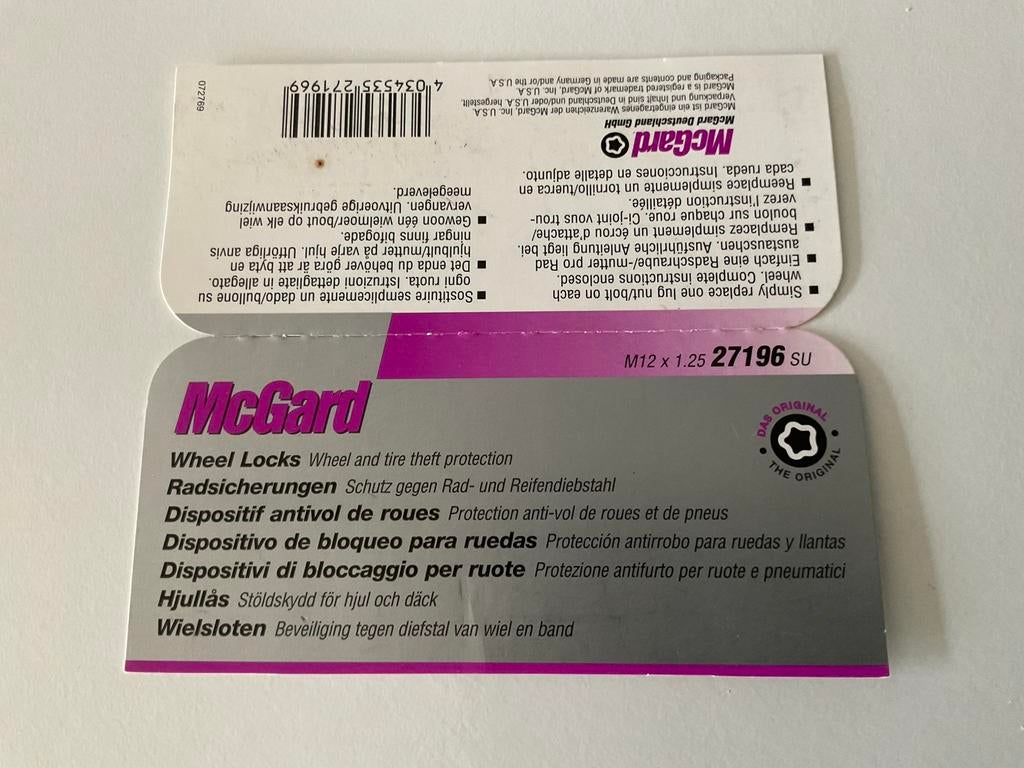 M12 x 1.25 27196 SU
McGard
DAS ORIGINAL
THE ORIGINAL
Wheel Locks Wheel and tire theft protection
Radsicherungen Schutz gegen Rad- und Reifendiebstahl
Dispositif antivol de roues Protection anti-vol de roues et de pneus
Dispositivo de bloqueo para ruedas Protección antirrobo para ruedas y llantas
Dispositivi di bloccaggio per ruote Protezione antifurto per ruote e pneumatici
Hjullås Stöldskydd för hjul och däck
Wielsloten Beveiliging tegen diefstal van wiel en band
■ Simply replace one lug nut/bolt on each
wheel. Complete instructions enclosed.
■ Einfach eine Radschraube/-mutter pro Rad
austauschen. Ausführliche Anleitung liegt bei.
■ Remplacez simplement un écrou d'attache/
boulon sur chaque roue. Ci-joint vous trou-
verez l'instruction détaillée.
■ Reemplace simplemente un tornillo/tuerca en
cada rueda. Instrucciones en detalle adjunto.
■ Sostituire semplicemente un dado/bullone su
ogni ruota. Istruzioni dettagliate in allegato.
■ Det enda du behöver göra är att byta en
hjulbult/mutter på varje hjul. Utförliga anvis
ningar finns bifogade.
■ Gewoon één wielmoer/bout op elk wiel
vervangen. Uitvoerige gebruiksaanwijzing
meegeleverd.
McGard
McGard Deutschland GmbH
McGard ist ein eingetragenes Warenzeichen der McGard, Inc. U.S.A.
Verpackung und Inhalt sind in Deutschland und/oder U.S.A. hergestellt.
McGard is a registered trademark of McGard, Inc. U.S.A.
Packaging and contents are made in Germany and/or the U.S.A.
4 034535 271969
072769